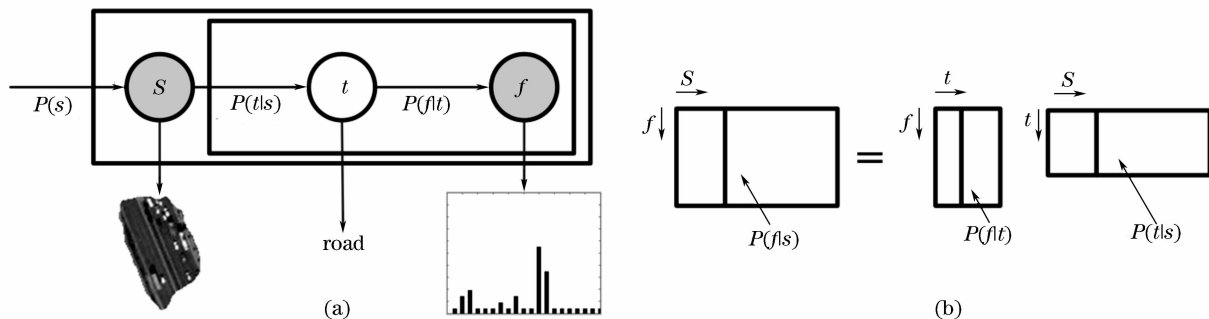 S
t
f
P(s)
P(t|s)
P(f|t)
road
(a)
S
f
P(f|s)
=
t
f
P(f|t)
S
t
P(t|s)
(b)